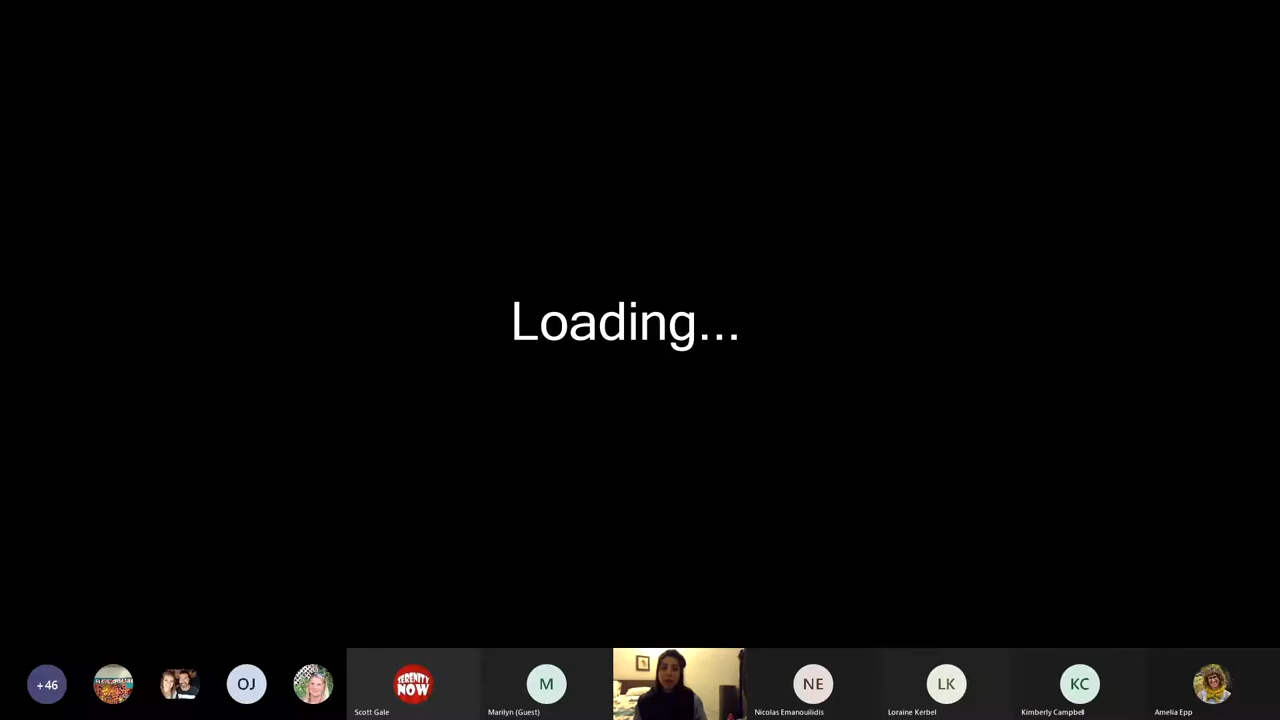 Loading...
+46
OJ
SERENITY
NOW
M
NE
LK
KC
Scott Gale
Marilyn (Guest)
Nicolas Emanouilidis
Loraine Kerbel
Kimberly Campbell
Amelia Epp